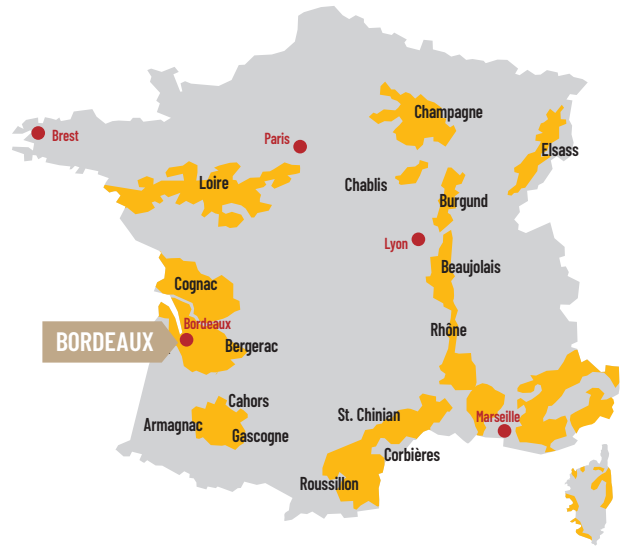 Champagne
Brest
Paris
Elsass
Loire
Chablis
Burgund
Lyon
Beaujolais
Cognac
Bordeaux
Rhône
BORDEAUX
Bergerac
Cahors
St. Chinian
Marseille
Armagnac
Gascogne
Corbières
Roussillon